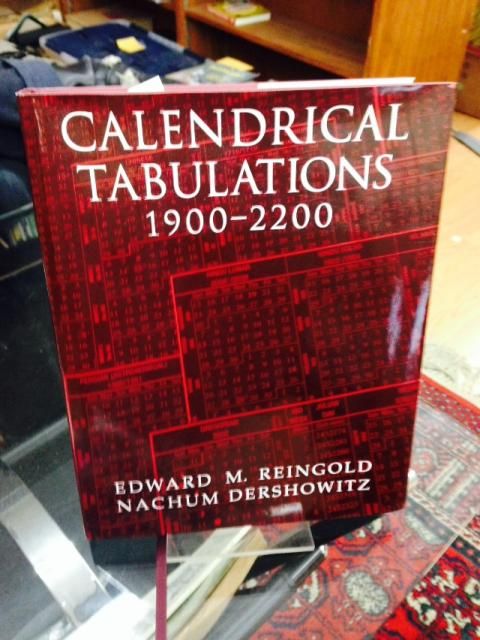 CALENDRICAL
TABULATIONS
1900–2200
EDWARD M. REINGOLD
NACHUM DERSHOWITZ